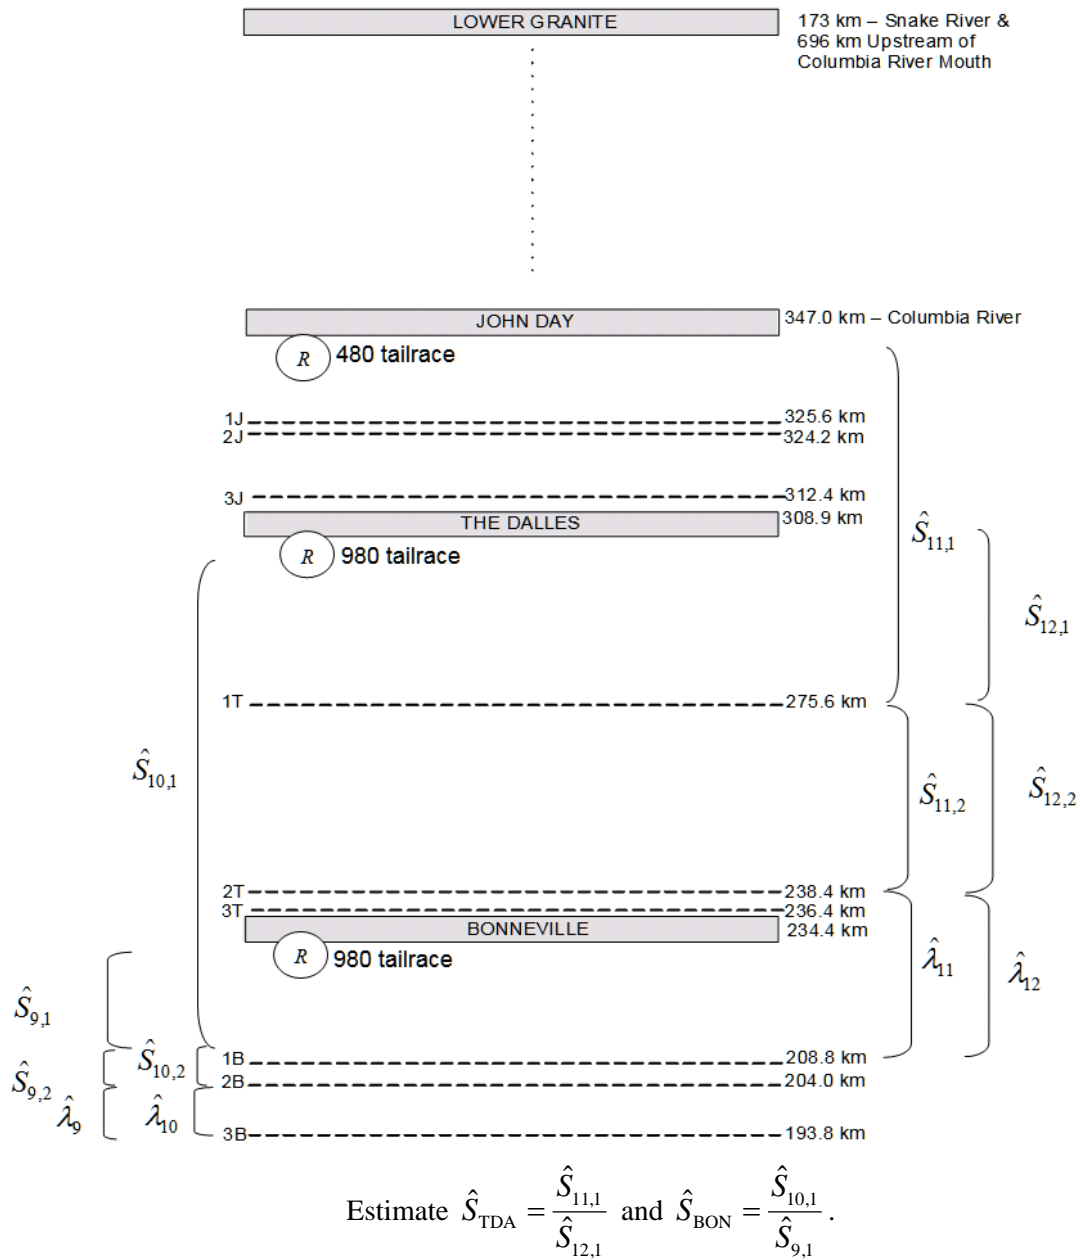 LOWER GRANITE
173 km – Snake River &
696 km Upstream of
Columbia River Mouth
JOHN DAY
347.0 km – Columbia River
R 480 tailrace
1J 325.6 km
2J 324.2 km
3J 312.4 km
THE DALLES
308.9 km
R 980 tailrace
Ŝ11,1
Ŝ12,1
1T 275.6 km
Ŝ10,1
Ŝ11,2
Ŝ12,2
2T 238.4 km
3T 236.4 km
BONNEVILLE
234.4 km
R 980 tailrace
λ̂11
λ̂12
Ŝ9,1
1B 208.8 km
Ŝ10,2
Ŝ9,2
2B 204.0 km
λ̂9
λ̂10
3B 193.8 km
Estimate ŜTDA = Ŝ11,1 / Ŝ12,1 and ŜBON = Ŝ10,1 / Ŝ9,1 .